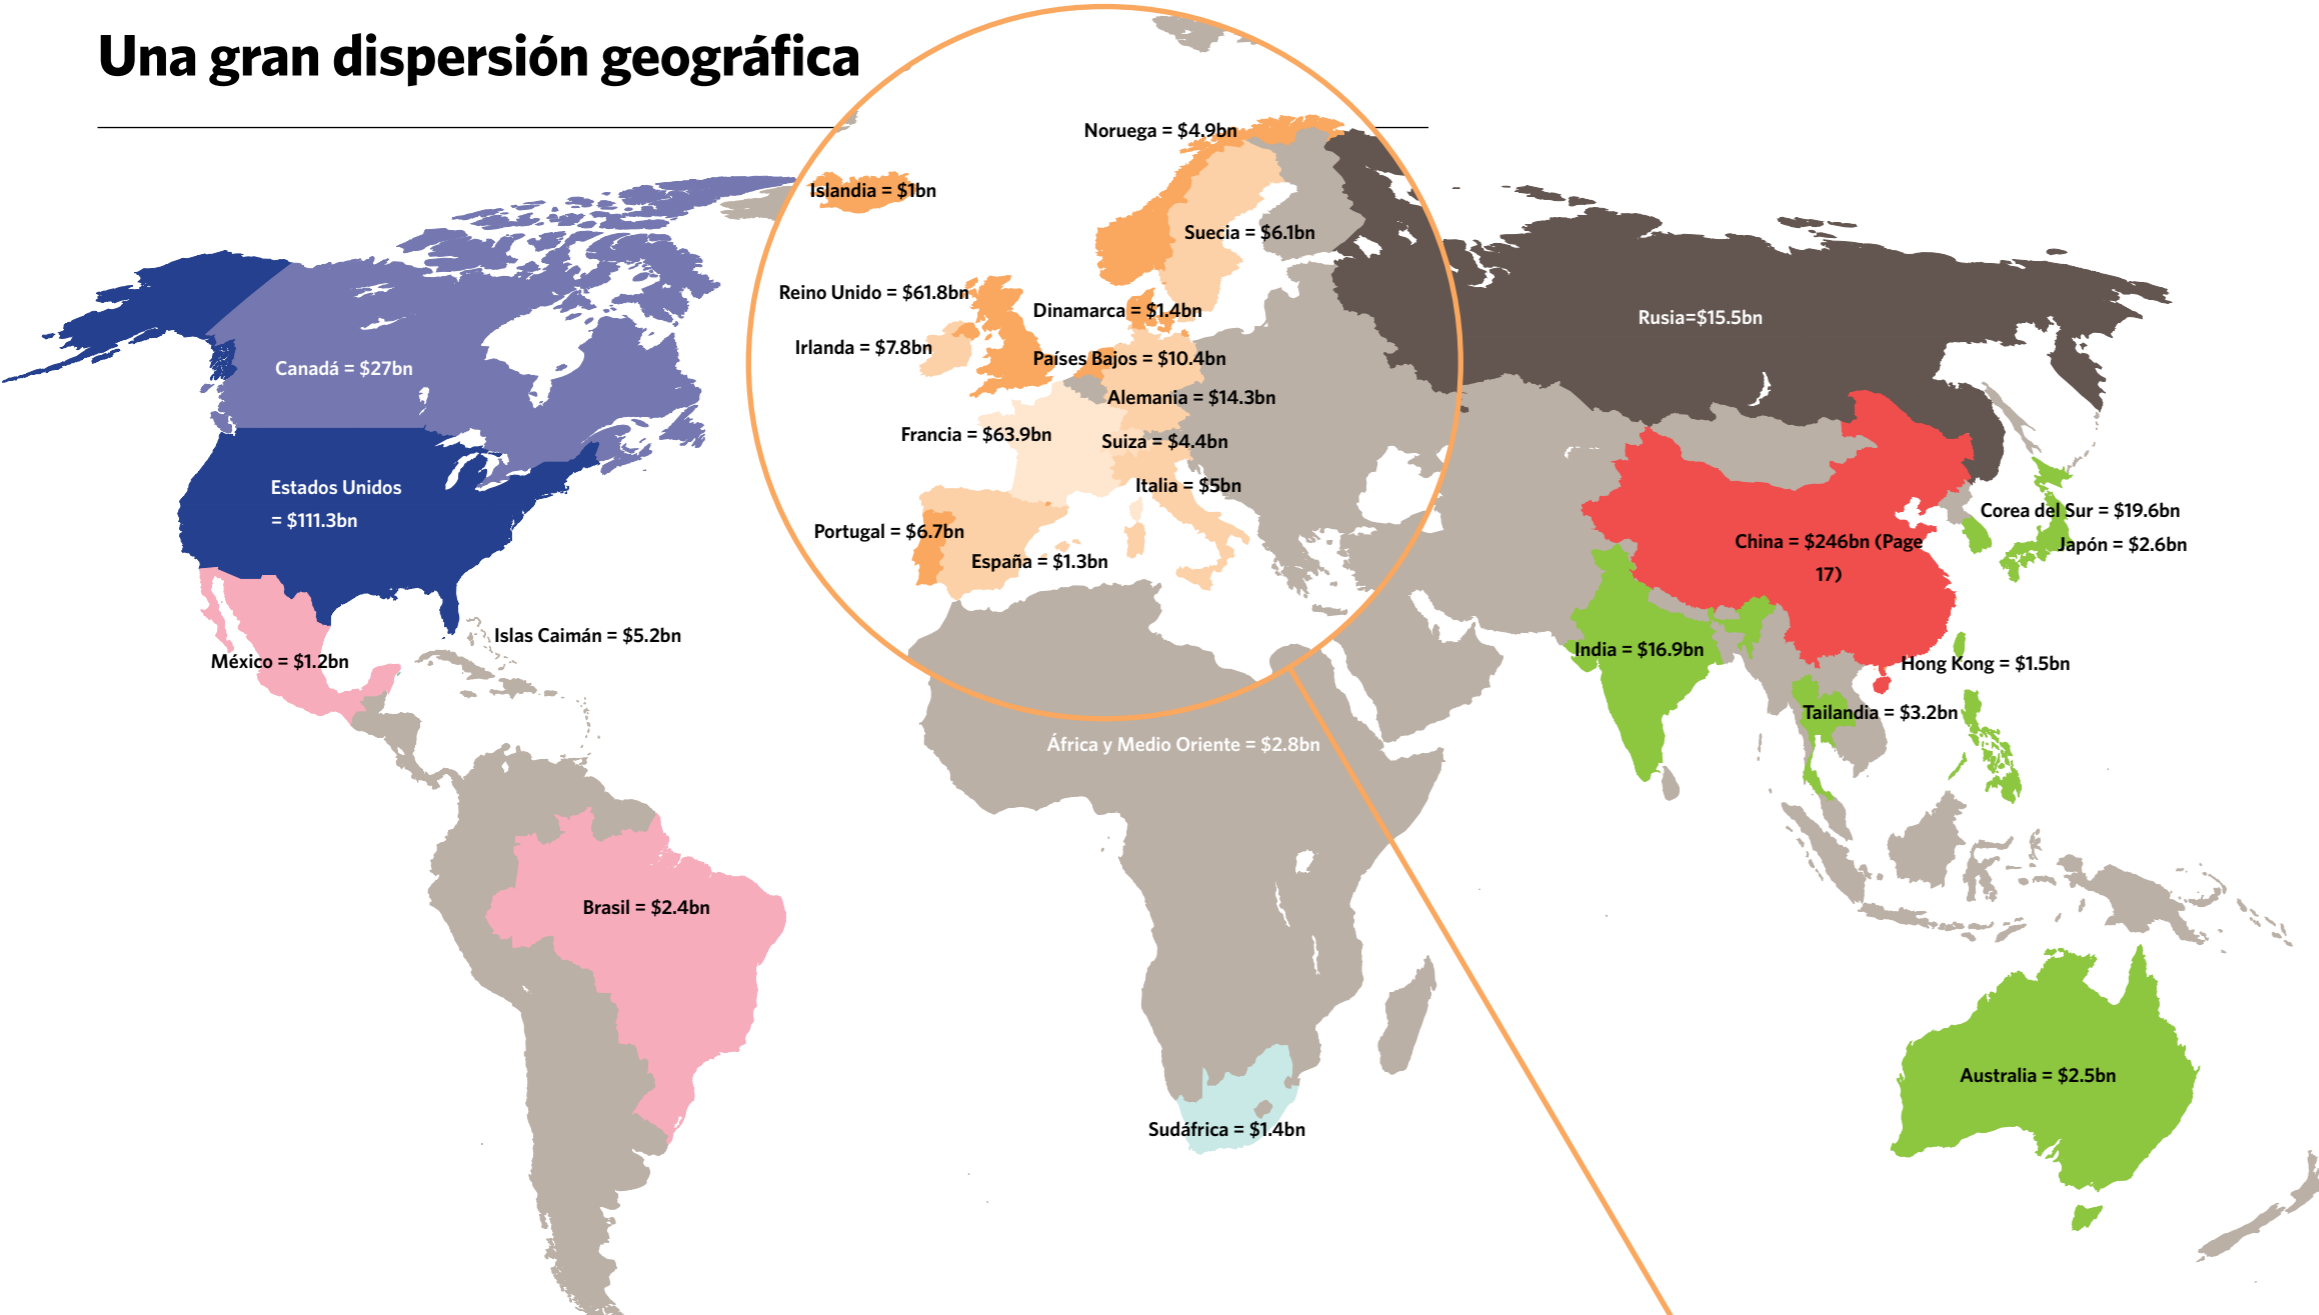 Una gran dispersión geográfica
Noruega = $4.9bn
Islandia = $1bn
Suecia = $6.1bn
Reino Unido = $61.8bn
Dinamarca = $1.4bn
Rusia=$15.5bn
Irlanda = $7.8bn
Países Bajos = $10.4bn
Canadá = $27bn
Alemania = $14.3bn
Francia = $63.9bn
Suiza = $4.4bn
Estados Unidos
= $111.3bn
Italia = $5bn
Corea del Sur = $19.6bn
Portugal = $6.7bn
China = $246bn (Page
17)
Japón = $2.6bn
España = $1.3bn
Islas Caimán = $5.2bn
México = $1.2bn
India = $16.9bn
Hong Kong = $1.5bn
Tailandia = $3.2bn
África y Medio Oriente = $2.8bn
Brasil = $2.4bn
Australia = $2.5bn
Sudáfrica = $1.4bn